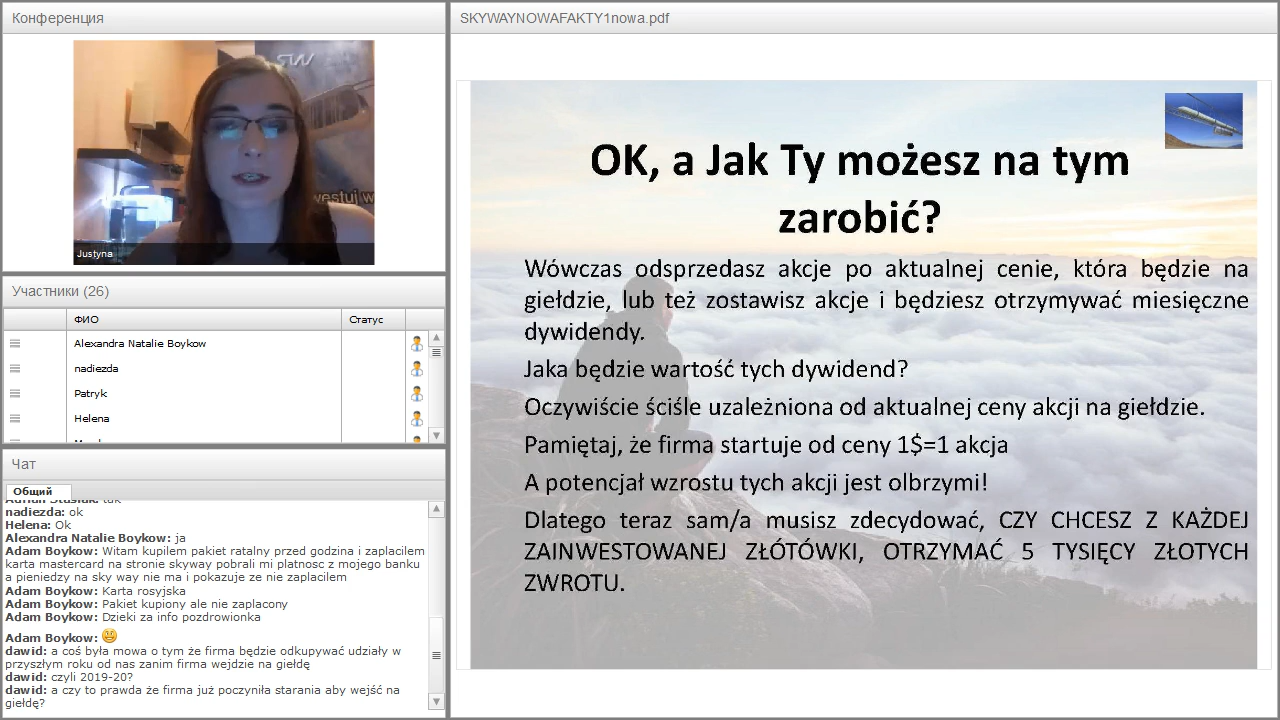 Конференция
SW
westuj w
Justyna
Участники (26)
ФИО
Статус
Alexandra Natalie Boykow
nadiezda
Patryk
Helena
Чат
Общий
Adrian Stasiak: tak
nadiezda: ok
Helena: Ok
Alexandra Natalie Boykow: ja
Adam Boykow: Witam kupilem pakiet ratalny przed godzina i zaplacilem
karta mastercard na stronie skyway pobrali mi platnosc z mojego banku
a pieniedzy na sky way nie ma i pokazuje ze nie zaplacilem
Adam Boykow: Karta rosyjska
Adam Boykow: Pakiet kupiony ale nie zaplacony
Adam Boykow: Dzieki za info pozdrowionka
Adam Boykow:
dawid: a coś była mowa o tym że firma będzie odkupywać udziały w
przyszłym roku od nas zanim firma wejdzie na giełdę
dawid: czyli 2019-20?
dawid: a czy to prawda że firma już poczyniła starania aby wejść na
giełdę?
SKYWAYNOWAFAKTY1nowa.pdf
OK, a Jak Ty możesz na tym
zarobić?
Wówczas odsprzedasz akcje po aktualnej cenie, która będzie na
giełdzie, lub też zostawisz akcje i będziesz otrzymywać miesięczne
dywidendy.
Jaka będzie wartość tych dywidend?
Oczywiście ściśle uzależniona od aktualnej ceny akcji na giełdzie.
Pamiętaj, że firma startuje od ceny 1$=1 akcja
A potencjał wzrostu tych akcji jest olbrzymi!
Dlatego teraz sam/a musisz zdecydować, CZY CHCESZ Z KAŻDEJ
ZAINWESTOWANEJ ZŁÓTÓWKI, OTRZYMAĆ 5 TYSIĘCY ZŁOTYCH
ZWROTU.